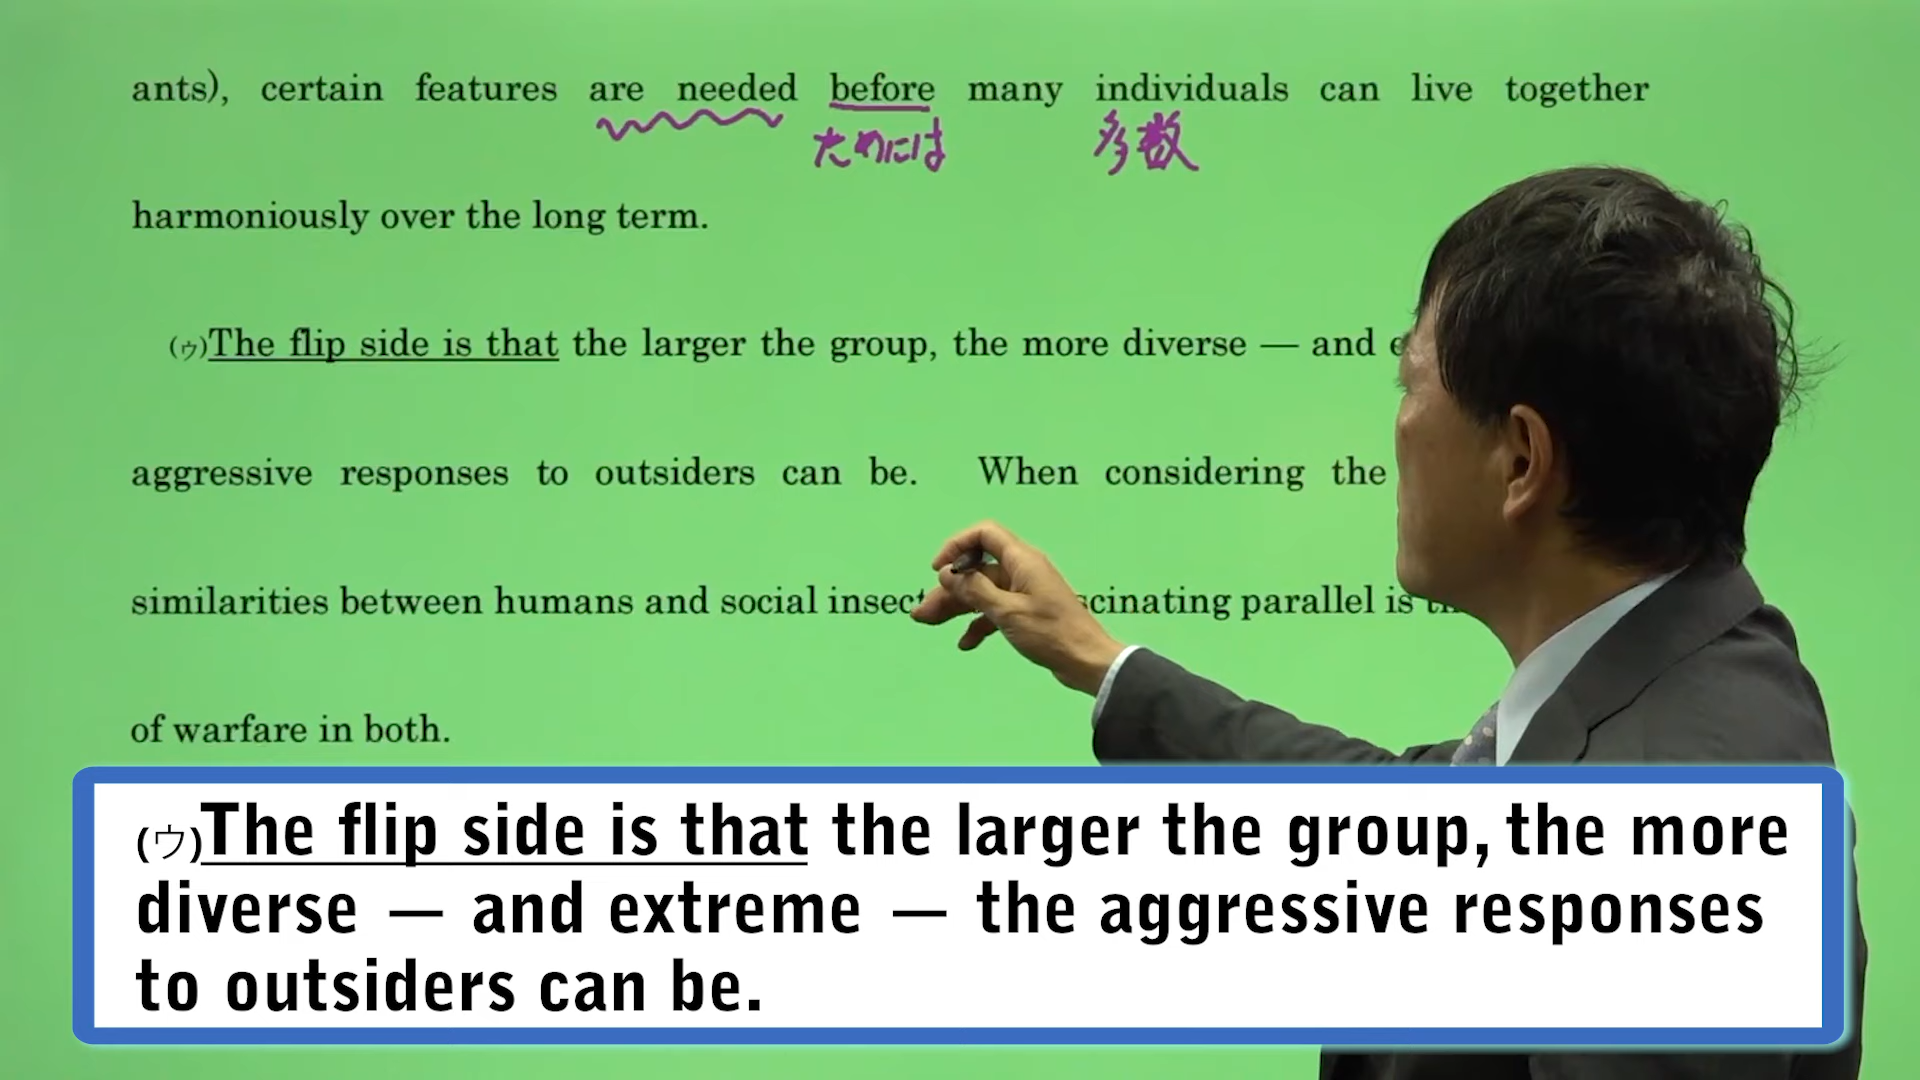 ants), certain features are needed before many individuals can live together
ためには 多数
harmoniously over the long term.
(ウ)The flip side is that the larger the group, the more diverse — and
aggressive responses to outsiders can be. When considering the
similarities between humans and social scinating parallel is
of warfare in both.
(ウ)The flip side is that the larger the group, the more
diverse — and extreme — the aggressive responses
to outsiders can be.